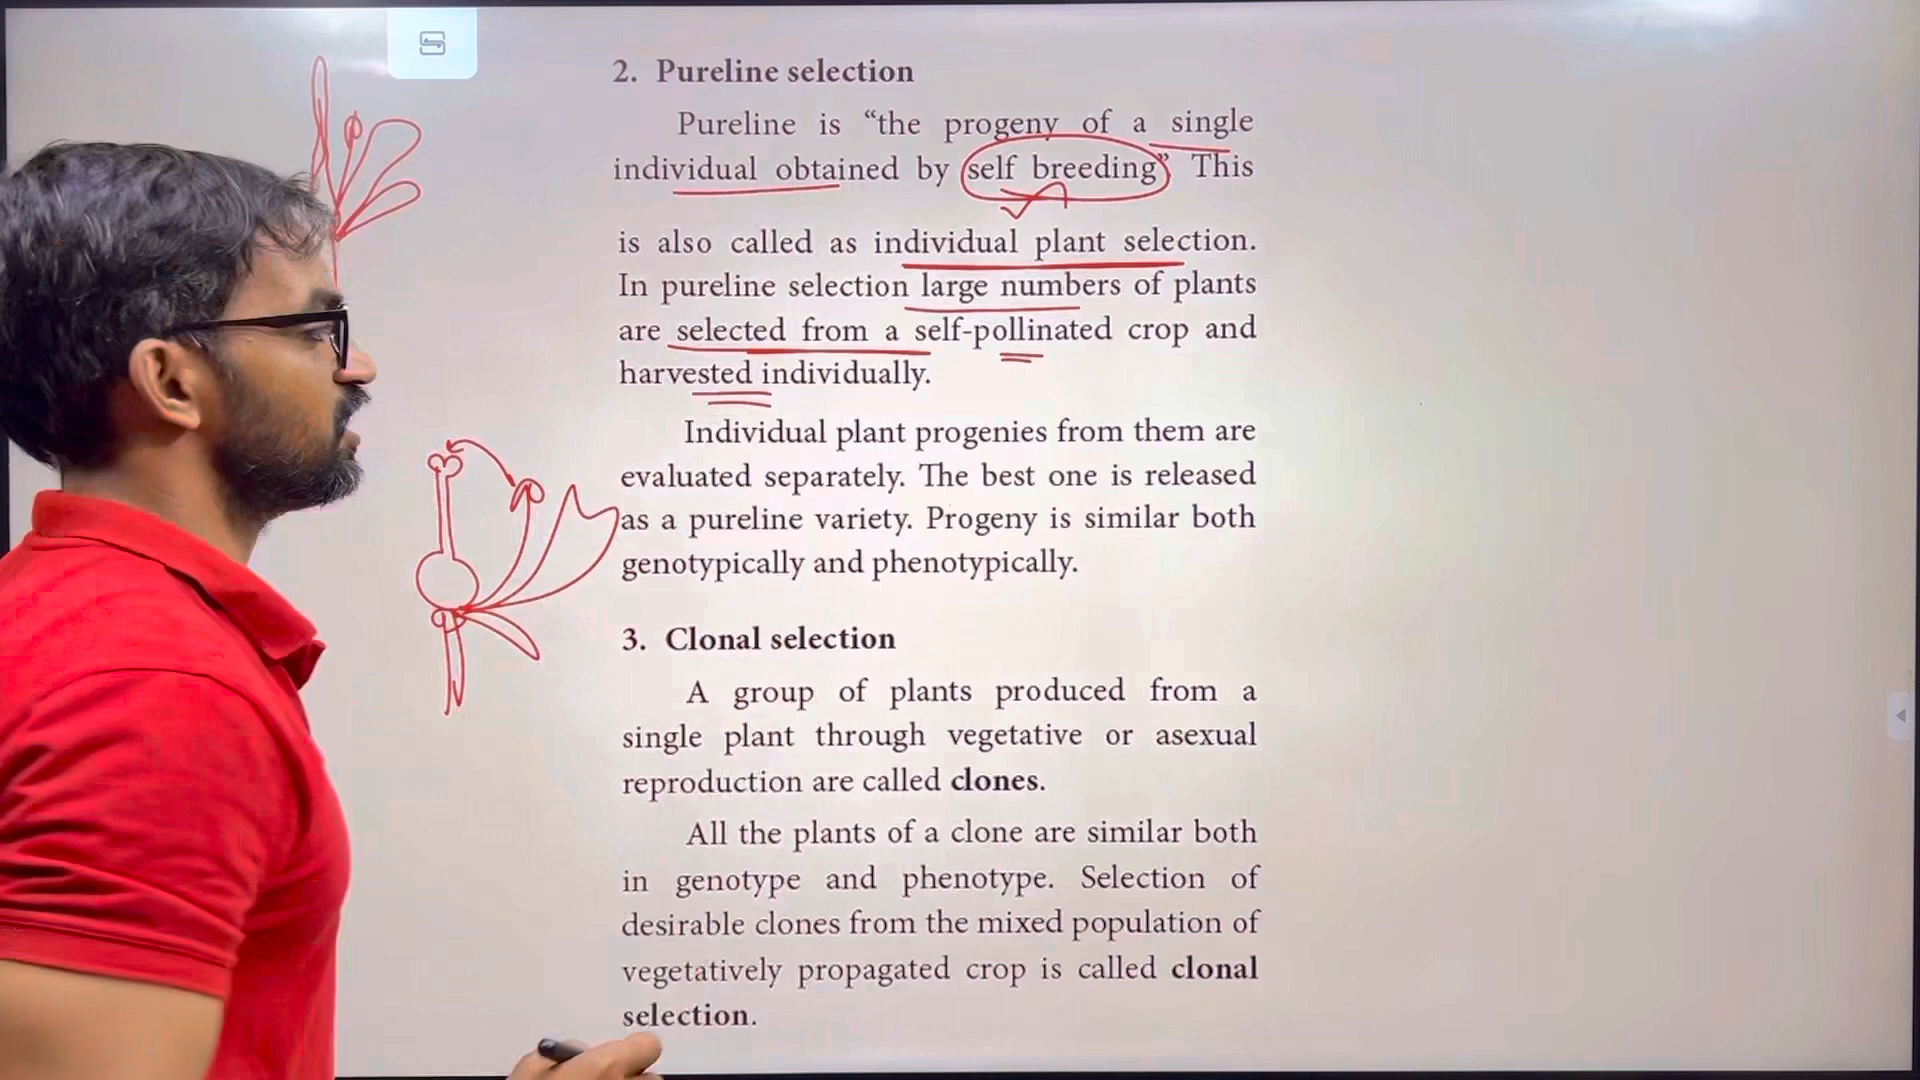 2. Pureline selection
Pureline is “the progeny of a single
individual obtained by self breeding” This
is also called as individual plant selection.
In pureline selection large numbers of plants
are selected from a self-pollinated crop and
harvested individually.
Individual plant progenies from them are
evaluated separately. The best one is released
as a pureline variety. Progeny is similar both
genotypically and phenotypically.
3. Clonal selection
A group of plants produced from a
single plant through vegetative or asexual
reproduction are called clones.
All the plants of a clone are similar both
in genotype and phenotype. Selection of
desirable clones from the mixed population of
vegetatively propagated crop is called clonal
selection.